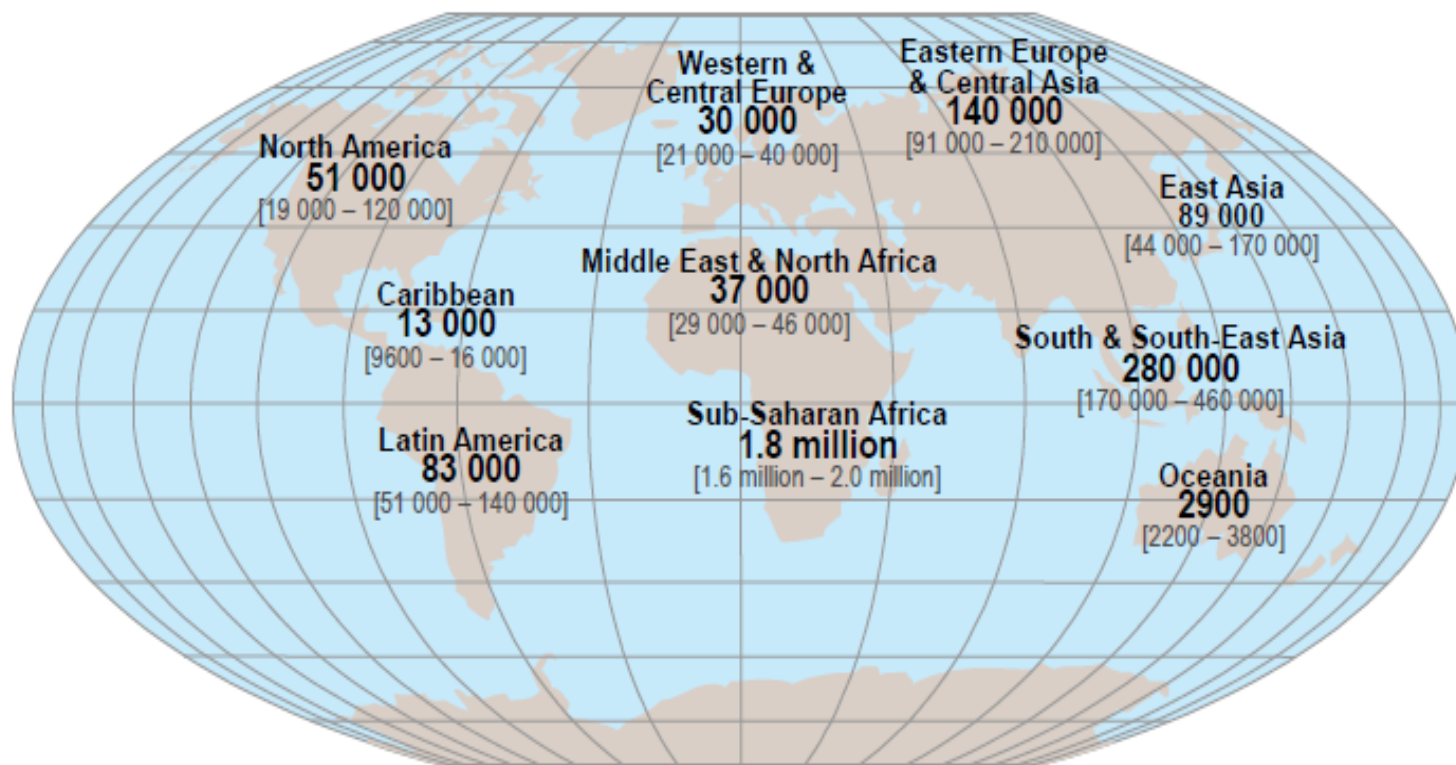 Western &
Central Europe
30 000
[21 000 – 40 000]
Eastern Europe
& Central Asia
140 000
[91 000 – 210 000]
North America
51 000
[19 000 – 120 000]
East Asia
89 000
[44 000 – 170 000]
Middle East & North Africa
37 000
[29 000 – 46 000]
Caribbean
13 000
[9600 – 16 000]
South & South-East Asia
280 000
[170 000 – 460 000]
Sub-Saharan Africa
1.8 million
[1.6 million – 2.0 million]
Latin America
83 000
[51 000 – 140 000]
Oceania
2900
[2200 – 3800]